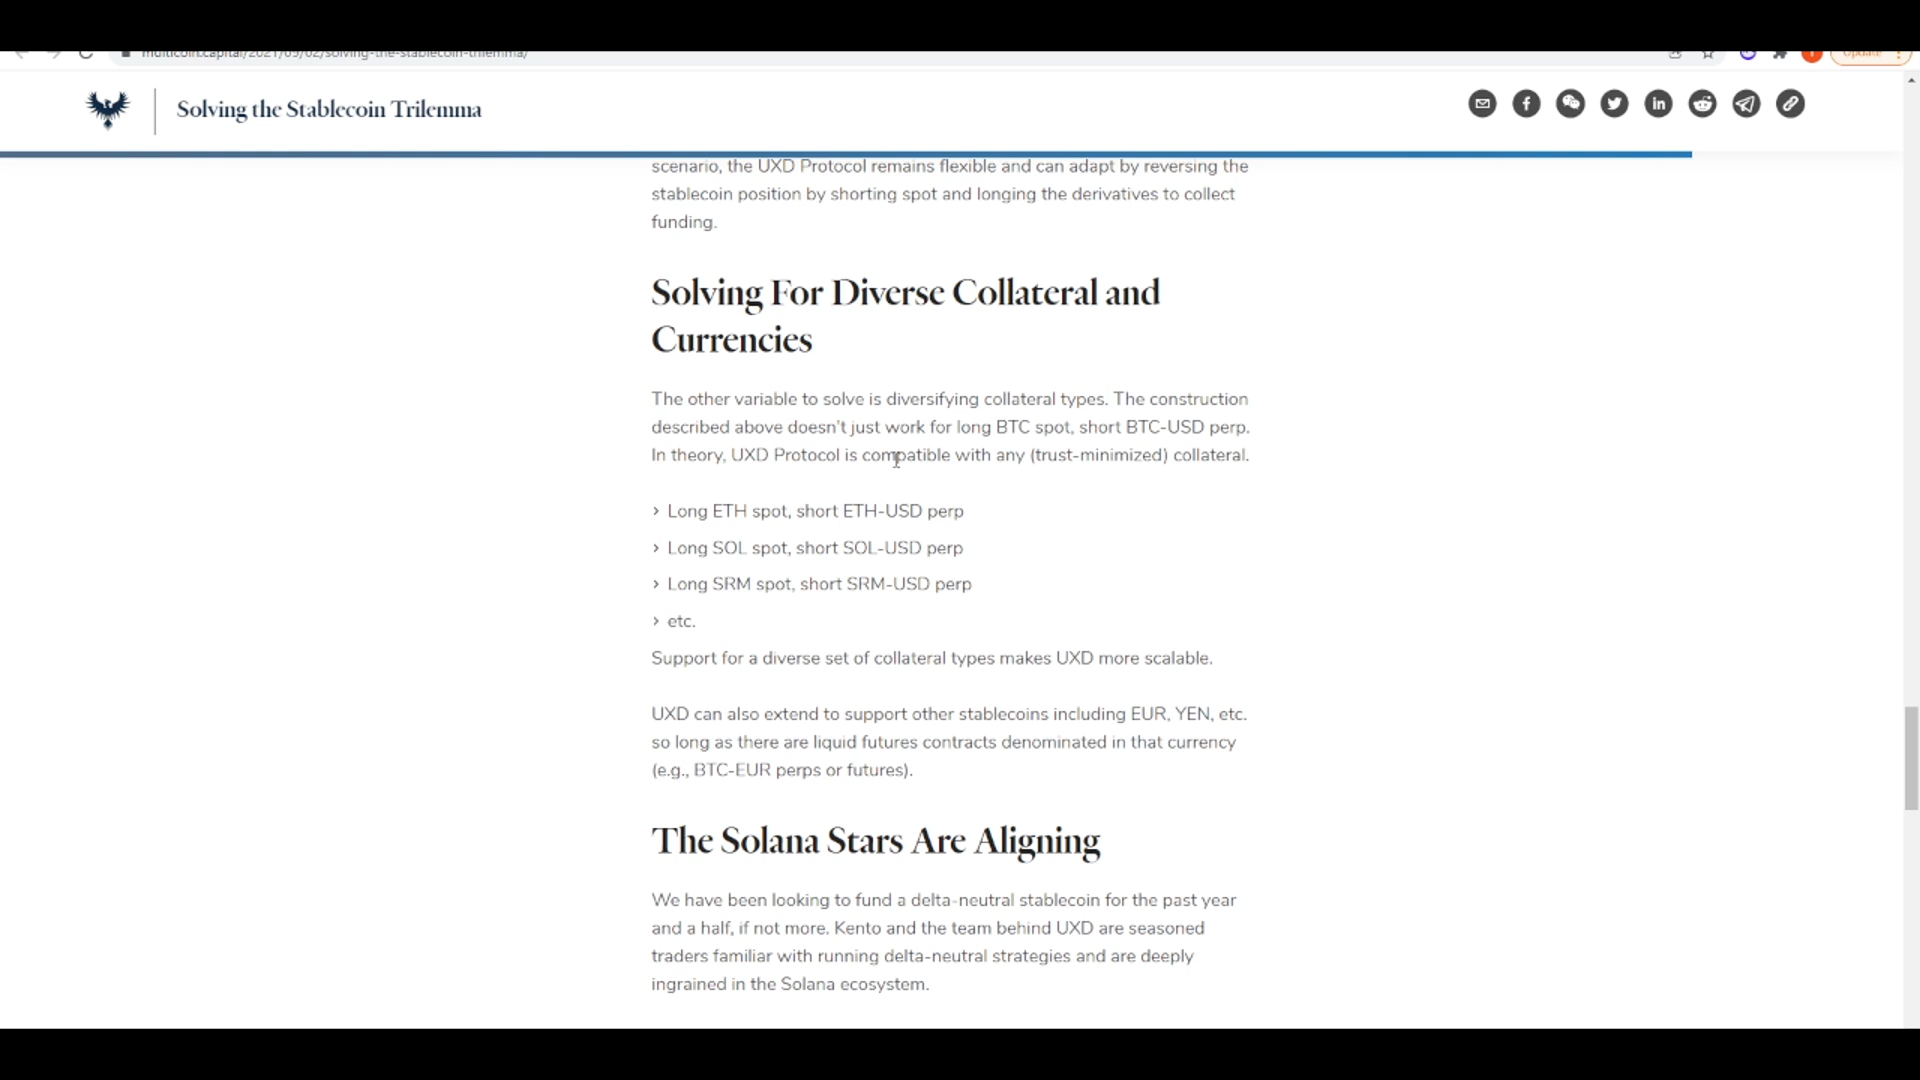 multicoin.capital/2021/09/02/solving-the-stablecoin-trilemma/
Update
Solving the Stablecoin Trilemma
scenario, the UXD Protocol remains flexible and can adapt by reversing the
stablecoin position by shorting spot and longing the derivatives to collect
funding.
Solving For Diverse Collateral and
Currencies
The other variable to solve is diversifying collateral types. The construction
described above doesn't just work for long BTC spot, short BTC-USD perp.
In theory, UXD Protocol is compatible with any (trust-minimized) collateral.
› Long ETH spot, short ETH-USD perp
› Long SOL spot, short SOL-USD perp
› Long SRM spot, short SRM-USD perp
› etc.
Support for a diverse set of collateral types makes UXD more scalable.
UXD can also extend to support other stablecoins including EUR, YEN, etc.
so long as there are liquid futures contracts denominated in that currency
(e.g., BTC-EUR perps or futures).
The Solana Stars Are Aligning
We have been looking to fund a delta-neutral stablecoin for the past year
and a half, if not more. Kento and the team behind UXD are seasoned
traders familiar with running delta-neutral strategies and are deeply
ingrained in the Solana ecosystem.